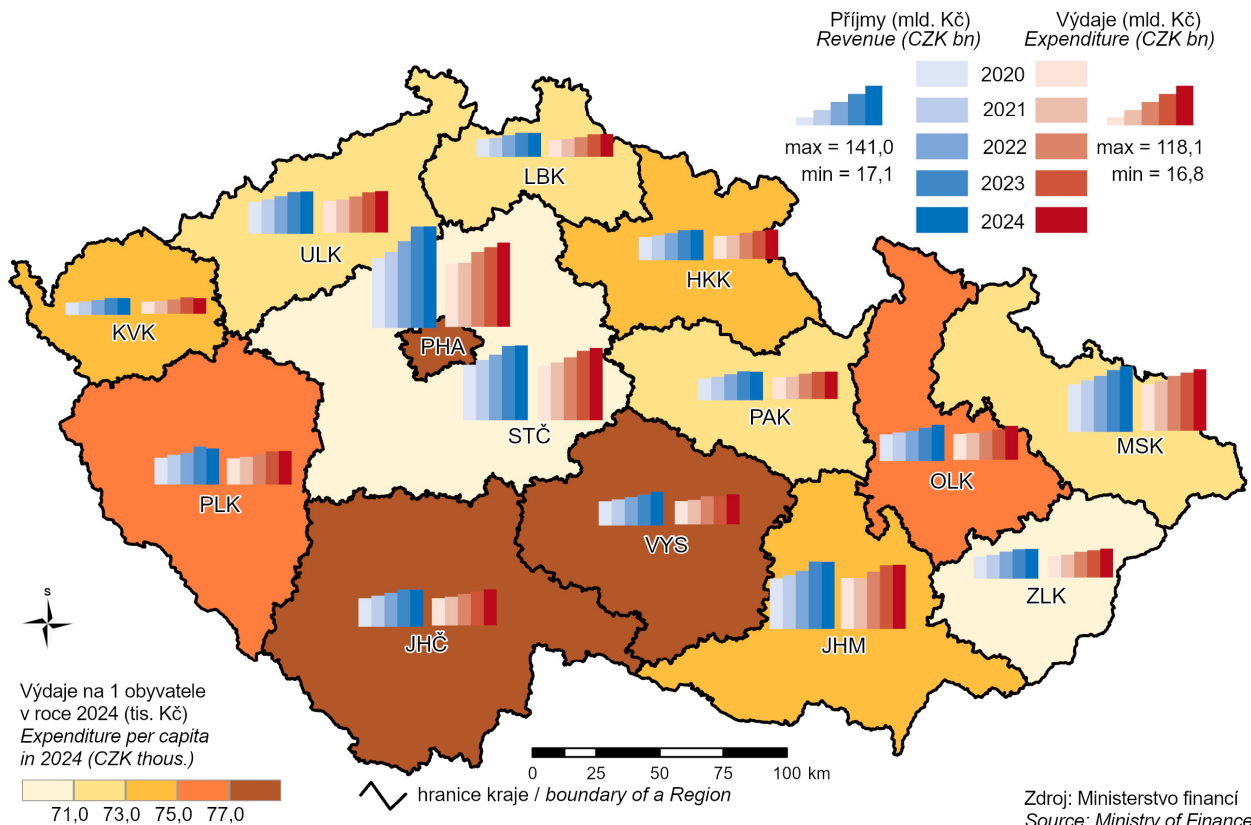 Příjmy (mld. Kč)
Revenue (CZK bn)
Výdaje (mld. Kč)
Expenditure (CZK bn)
2020
2021
2022
2023
2024
max = 141,0
min = 17,1
max = 118,1
min = 16,8
LBK
ULK
HKK
KVK
PHA
STČ
PAK
MSK
PLK
OLK
VYS
ZLK
JHČ
JHM
s
Výdaje na 1 obyvatele
v roce 2024 (tis. Kč)
Expenditure per capita
in 2024 (CZK thous.)
71,0 73,0 75,0 77,0
0 25 50 75 100 km
hranice kraje / boundary of a Region
Zdroj: Ministerstvo financí
Source: Ministry of Finance